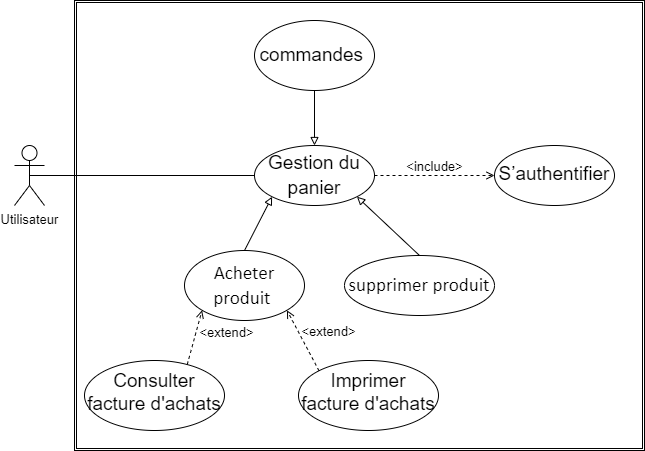 commandes
Gestion du
panier
<include>
S'authentifier
Utilisateur
Acheter
produit
supprimer produit
<extend>
<extend>
Consulter
facture d'achats
Imprimer
facture d'achats